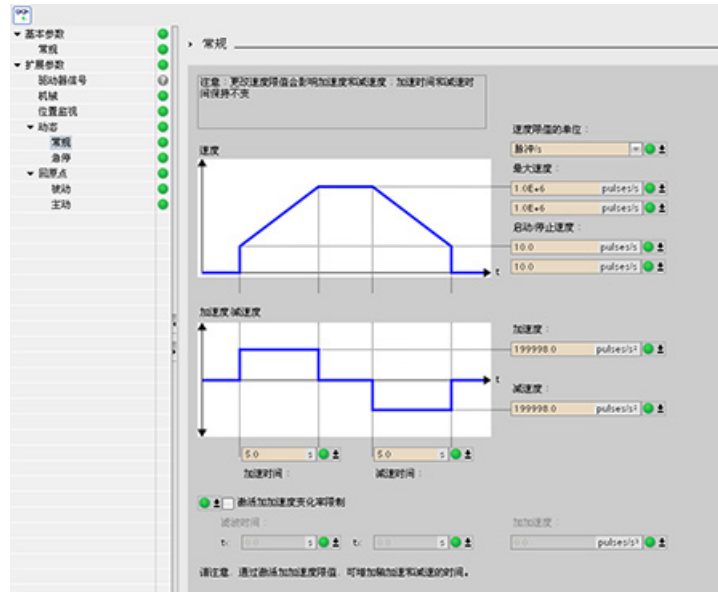 基本参数
常规
扩展参数
驱动器信号
机械
位置监视
动态
常规
急停
回原点
被动
主动
常规
注意：更改速度限值会影响加速度和减速度；加速时间和减速时
间保持不变
速度限值的单位：
脉冲/s
速度
最大速度：
1.0E+6 pulses/s
1.0E+6 pulses/s
启动/停止速度：
10.0 pulses/s
10.0 pulses/s
t
加速度/减速度
加速度：
199998.0 pulses/s²
t
减速度：
199998.0 pulses/s²
5.0 s 5.0 s
加速时间： 减速时间：
激活加加速度变化率限制
滤波时间： 加加速度：
t: 0.0 s t: 0.0 s 0.0 pulses/s³
请注意，通过激活加加速度限值，可增加轴加速和减速的时间。